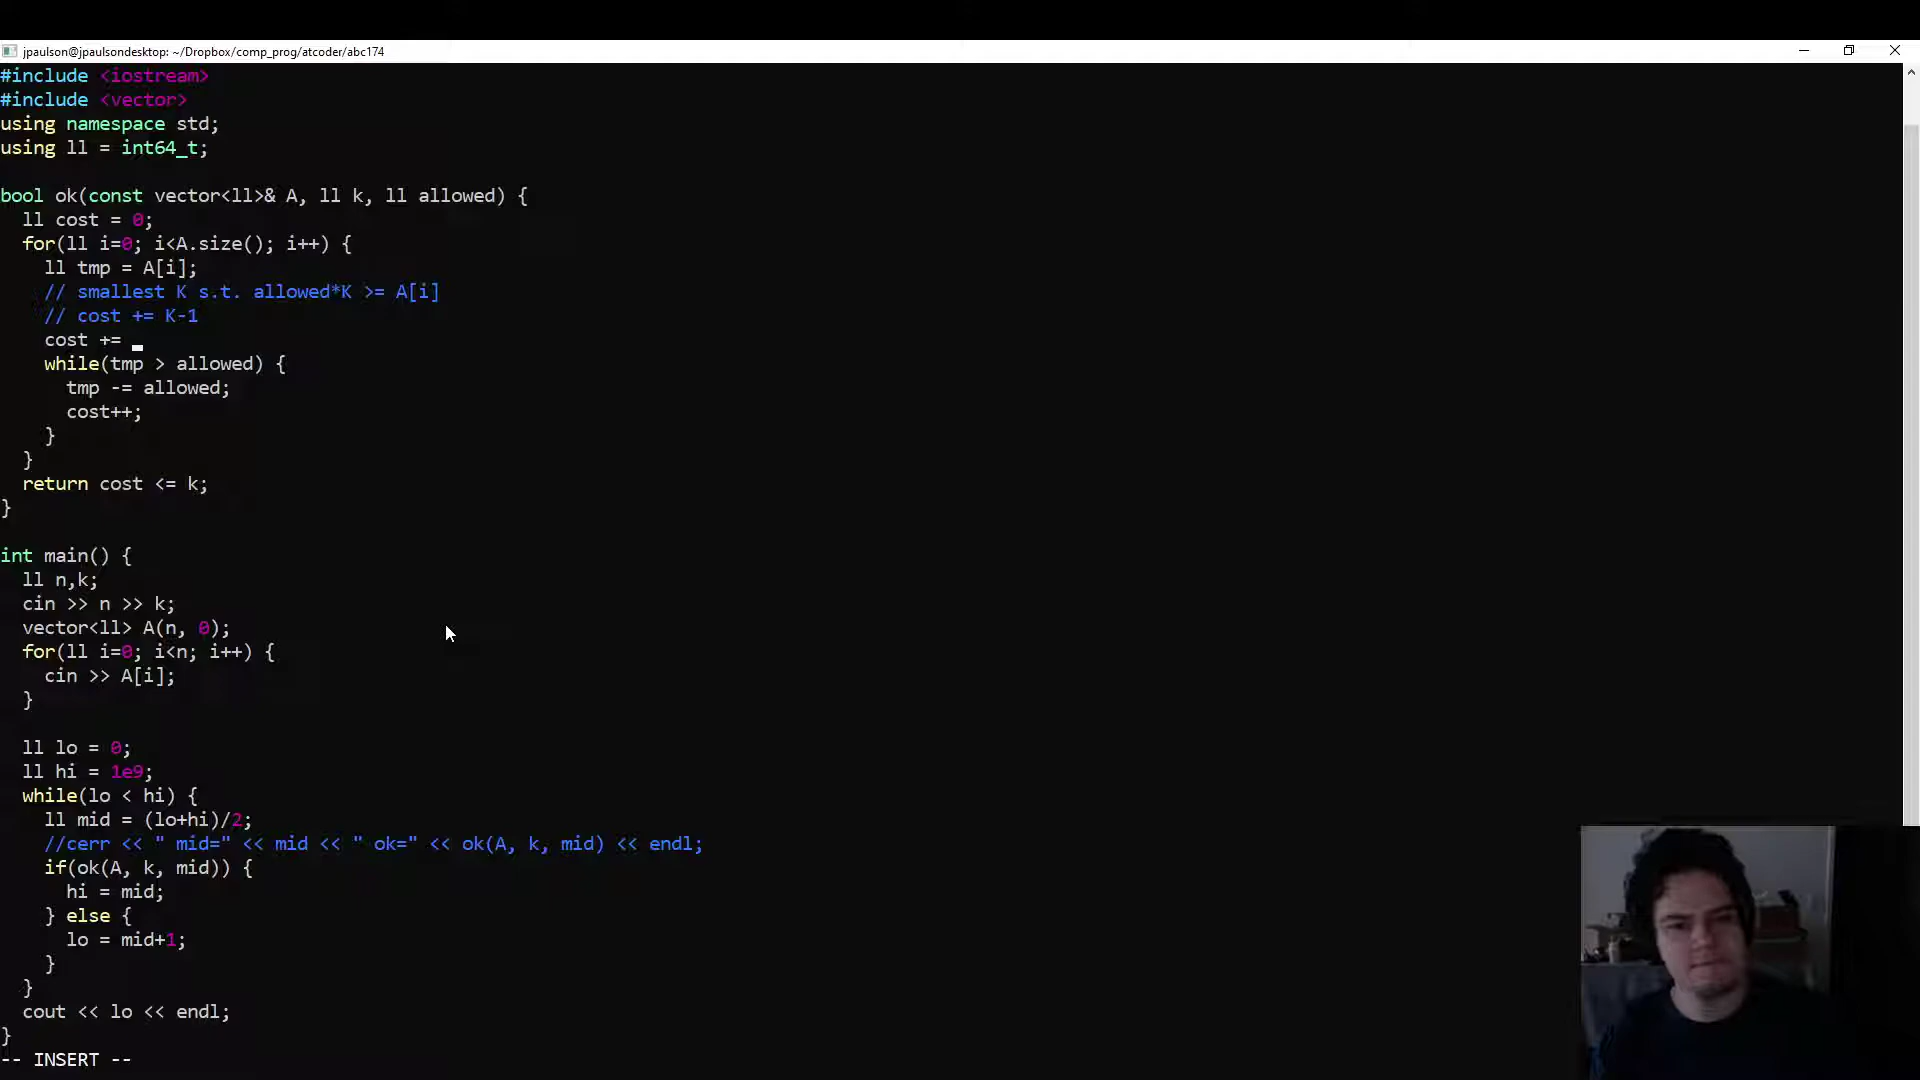 jpaulson@jpaulsondesktop: ~/Dropbox/comp_prog/atcoder/abc174
#include <iostream>
#include <vector>
using namespace std;
using ll = int64_t;
bool ok(const vector<ll>& A, ll k, ll allowed) {
ll cost = 0;
for(ll i=0; i<A.size(); i++) {
ll tmp = A[i];
// smallest K s.t. allowed*K >= A[i]
// cost += K-1
cost +=
while(tmp > allowed) {
tmp -= allowed;
cost++;
}
}
return cost <= k;
}
int main() {
ll n,k;
cin >> n >> k;
vector<ll> A(n, 0);
for(ll i=0; i<n; i++) {
cin >> A[i];
}
ll lo = 0;
ll hi = 1e9;
while(lo < hi) {
ll mid = (lo+hi)/2;
//cerr << " mid=" << mid << " ok=" << ok(A, k, mid) << endl;
if(ok(A, k, mid)) {
hi = mid;
} else {
lo = mid+1;
}
}
cout << lo << endl;
}
-- INSERT --